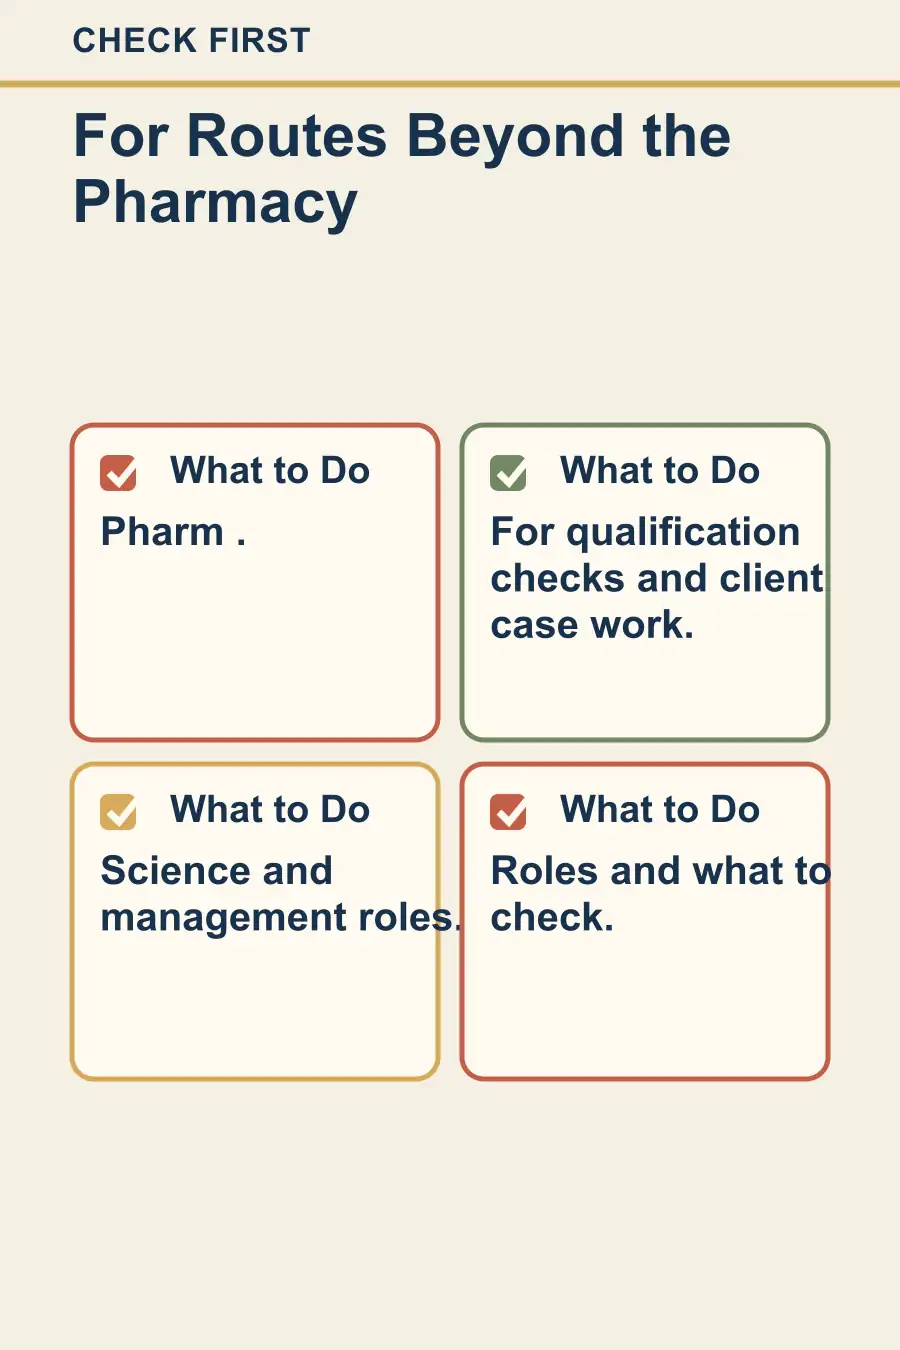 CHECK FIRST
For Routes Beyond the
Pharmacy
What to Do
Pharm .
What to Do
For qualification
checks and client
case work.
What to Do
Science and
management roles.
What to Do
Roles and what to
check.